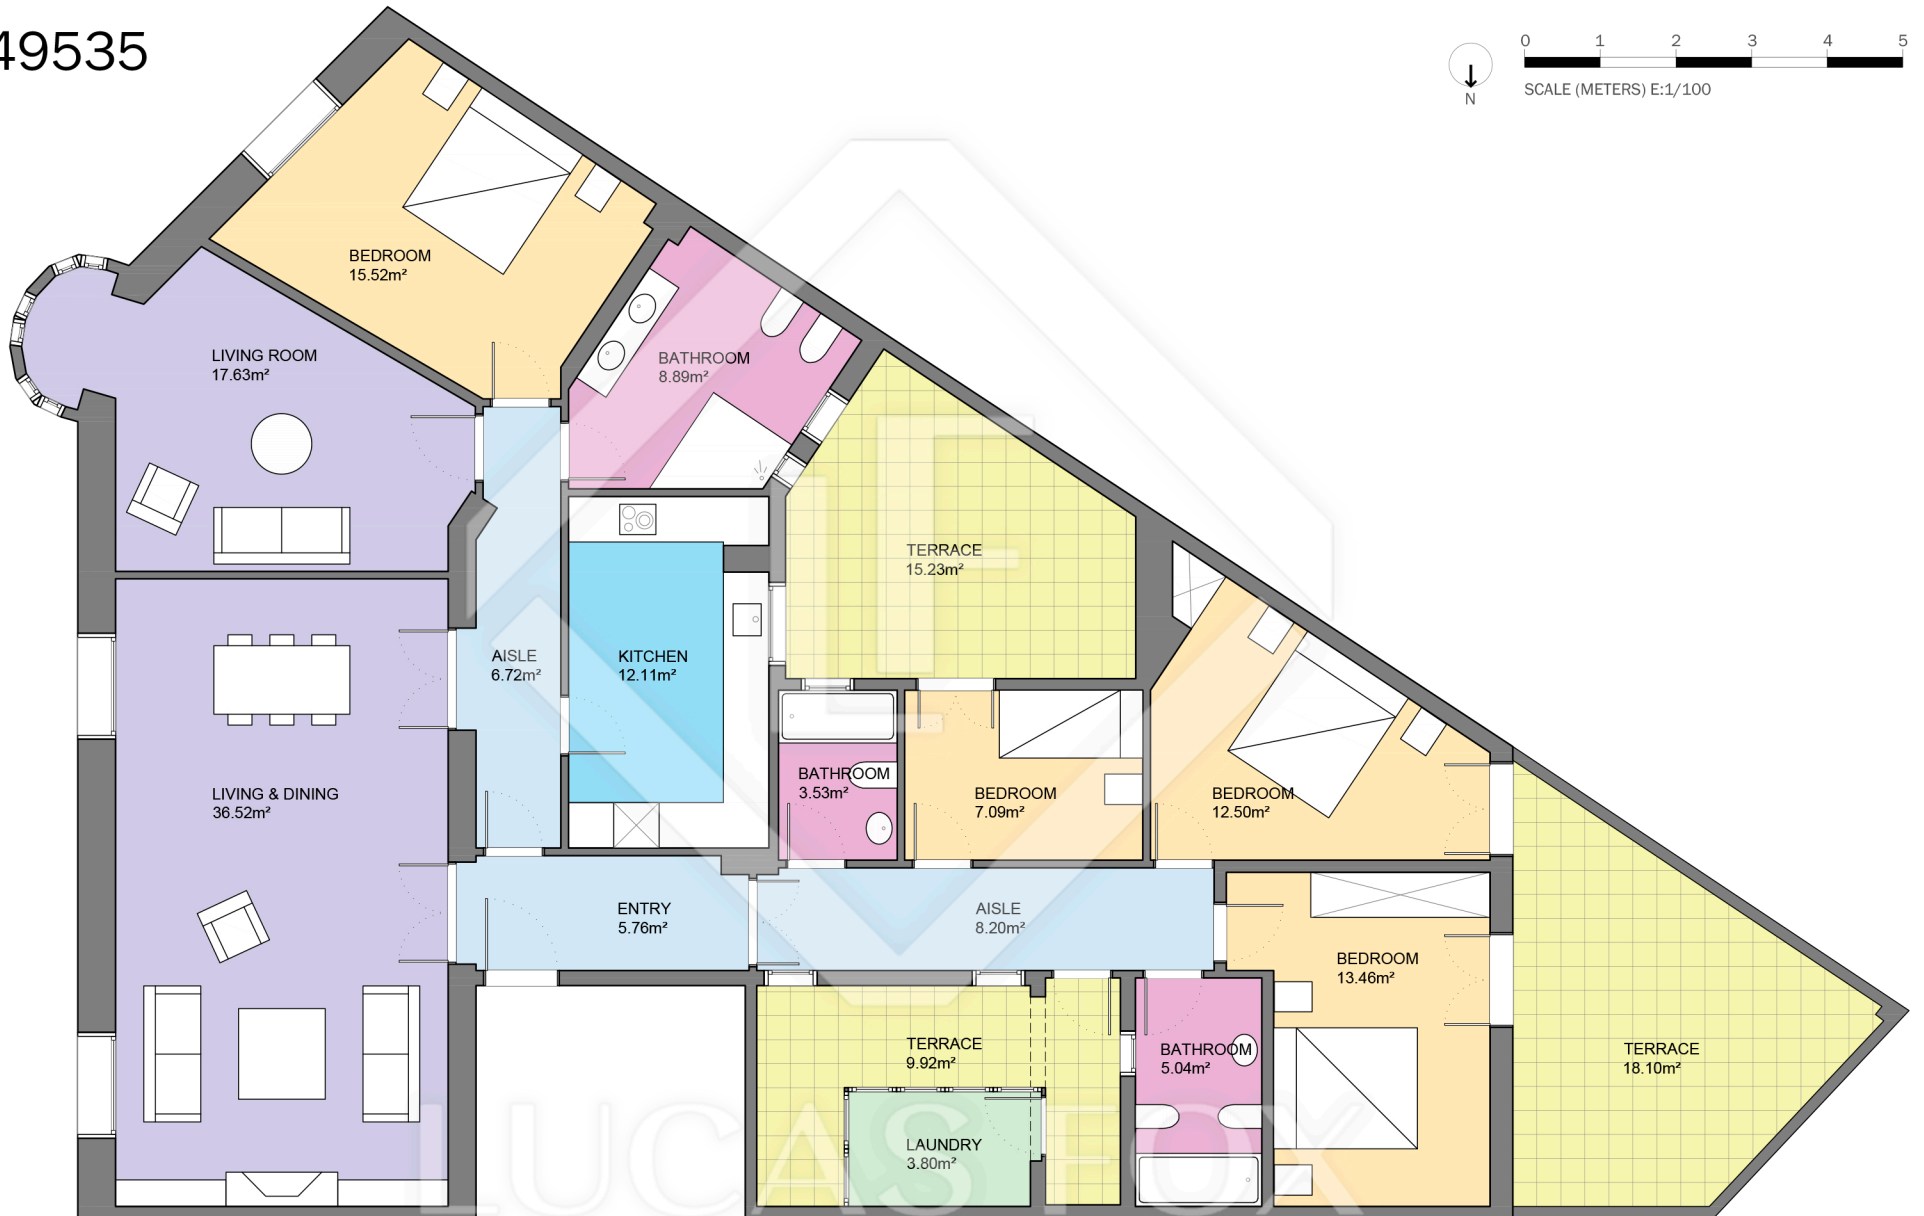 49535
0 1 2 3 4 5
SCALE (METERS) E:1/100
N
BEDROOM
15.52m²
LIVING ROOM
17.63m²
BATHROOM
8.89m²
TERRACE
15.23m²
AISLE
6.72m²
KITCHEN
12.11m²
LIVING & DINING
36.52m²
BATHROOM
3.53m²
BEDROOM
7.09m²
BEDROOM
12.50m²
ENTRY
5.76m²
AISLE
8.20m²
BEDROOM
13.46m²
TERRACE
9.92m²
BATHROOM
5.04m²
TERRACE
18.10m²
LAUNDRY
3.80m²
LF
LUCAS FOX